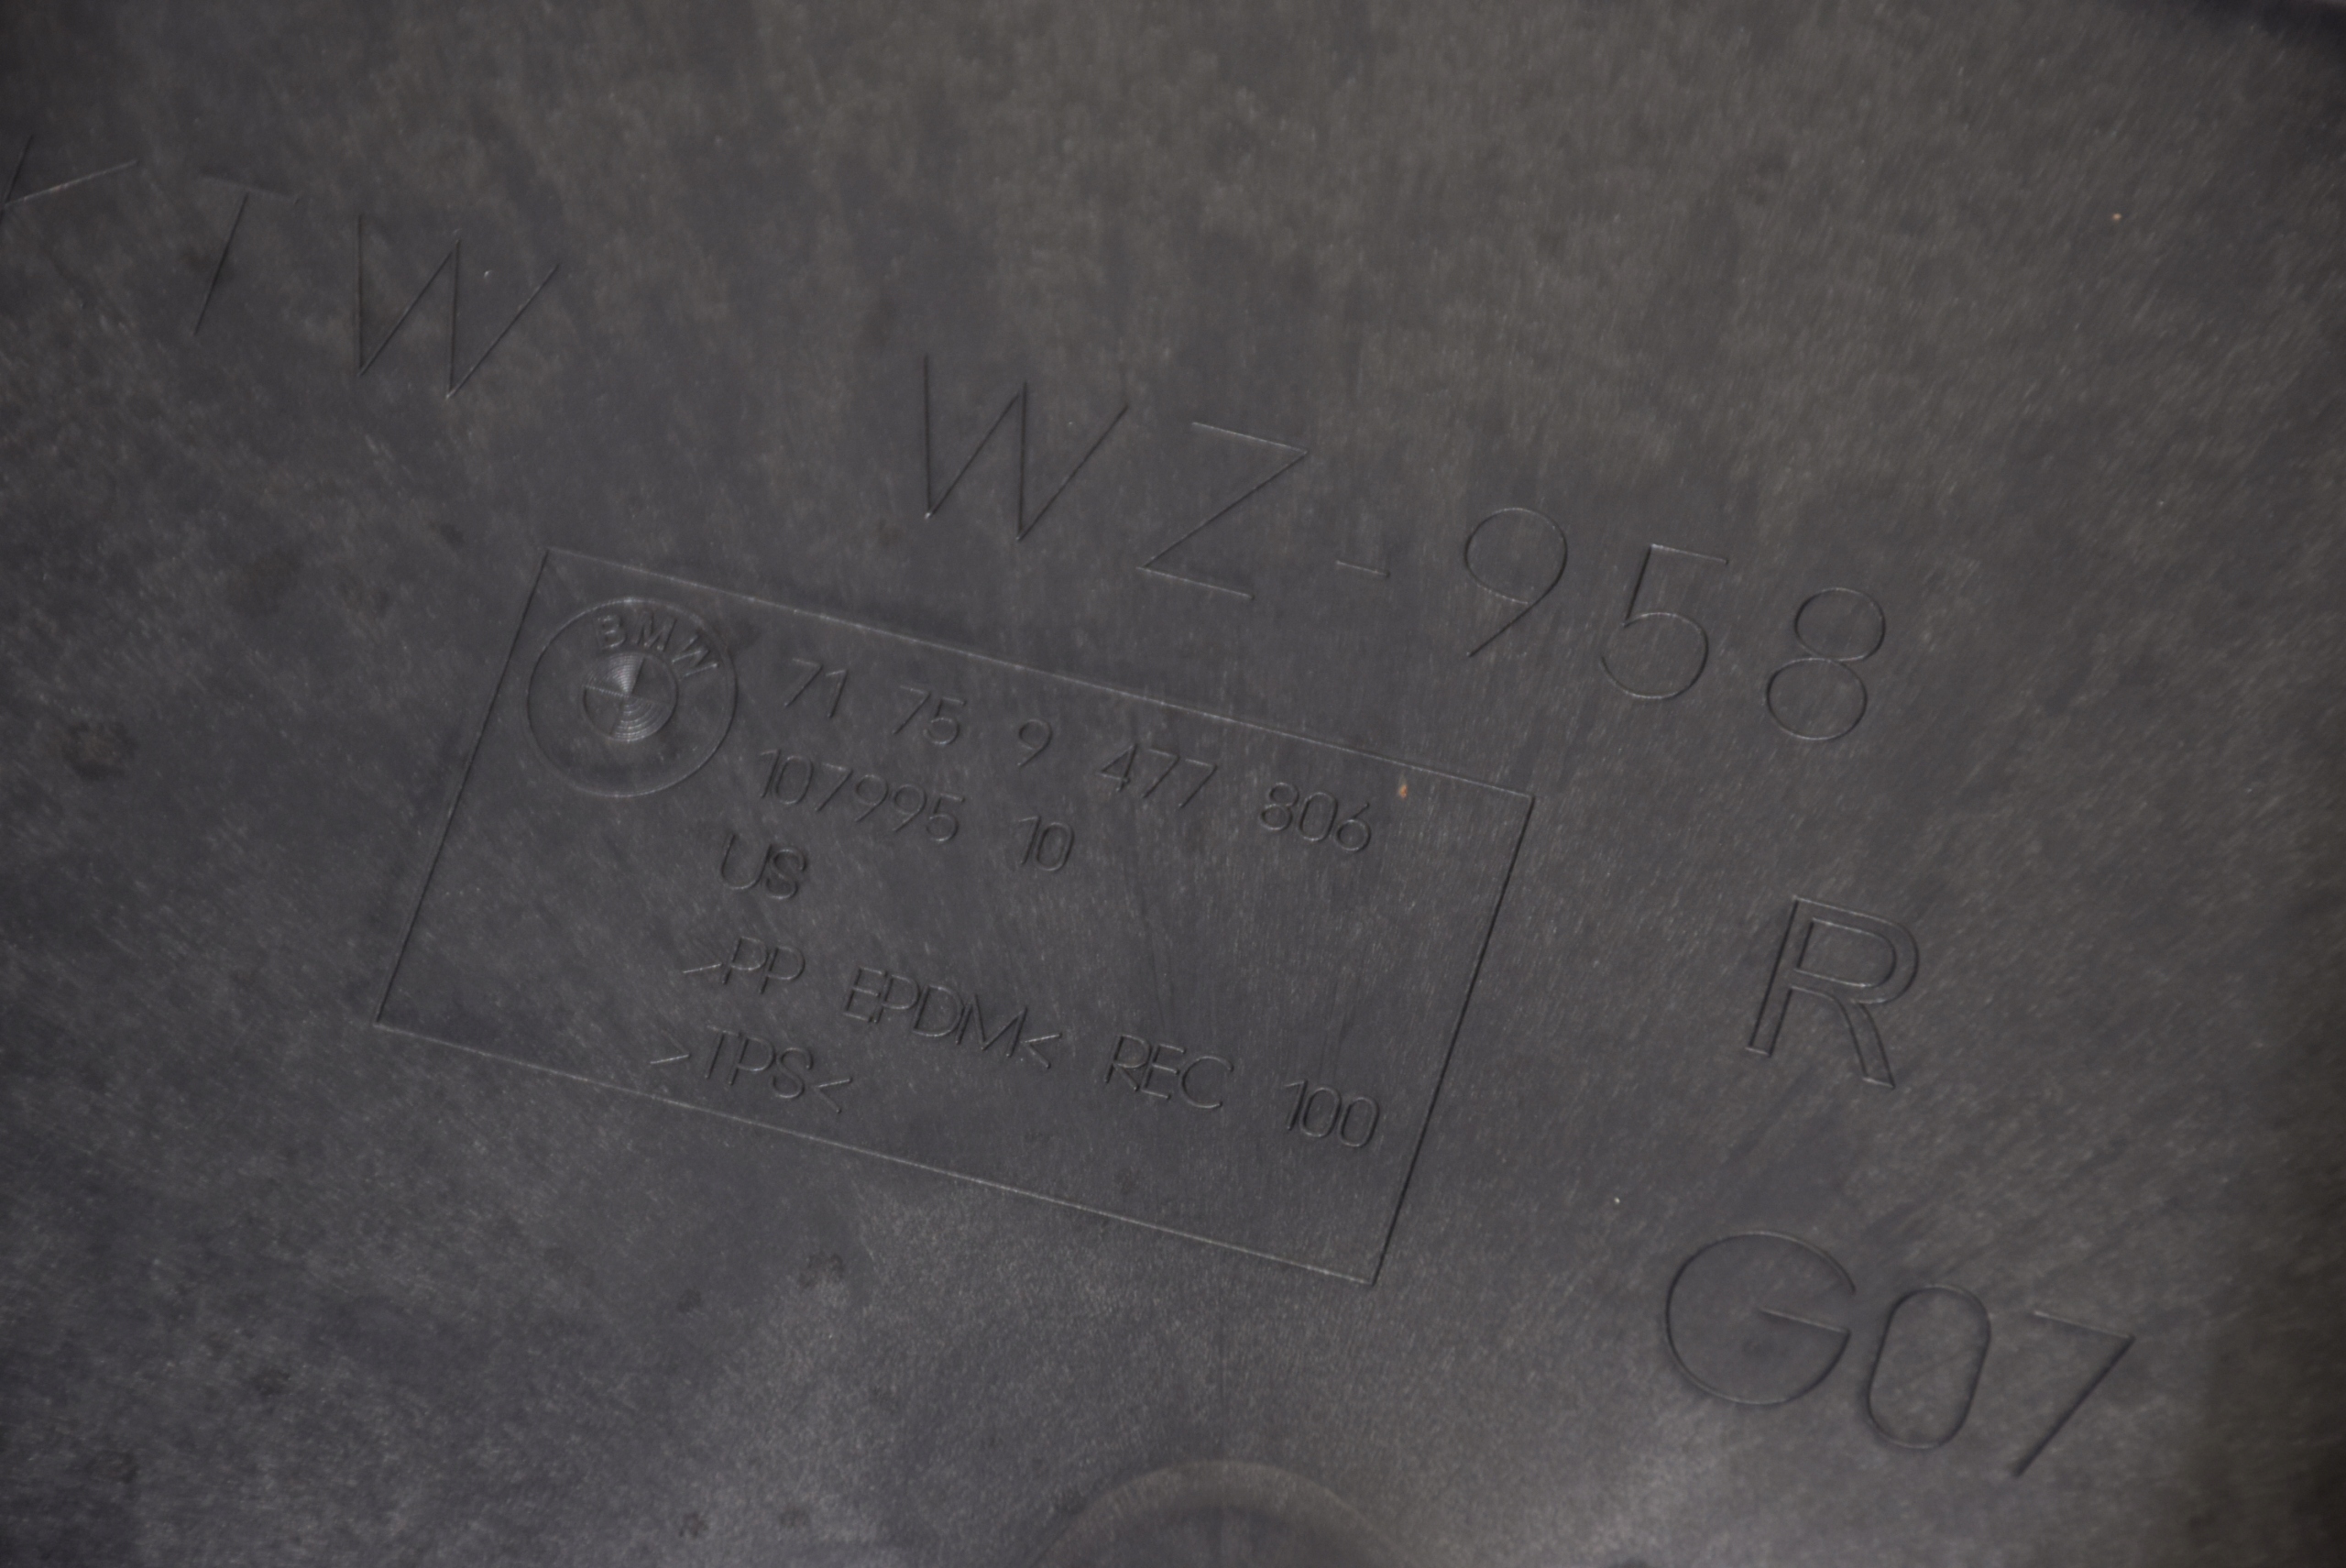 KTW WZ-958
BMW
71 75 9 477 806
107995 10
US
>PP EPDM< REC 100
>TPS<
R
G07